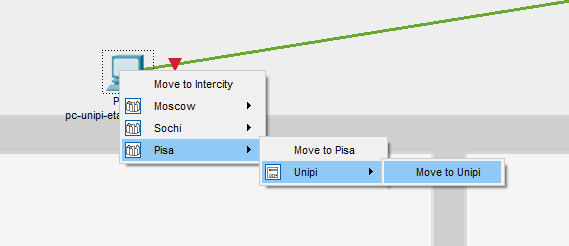 P
pc-unipi-eta
Move to Intercity
Moscow
Sochi
Pisa
Move to Pisa
Unipi
Move to Unipi